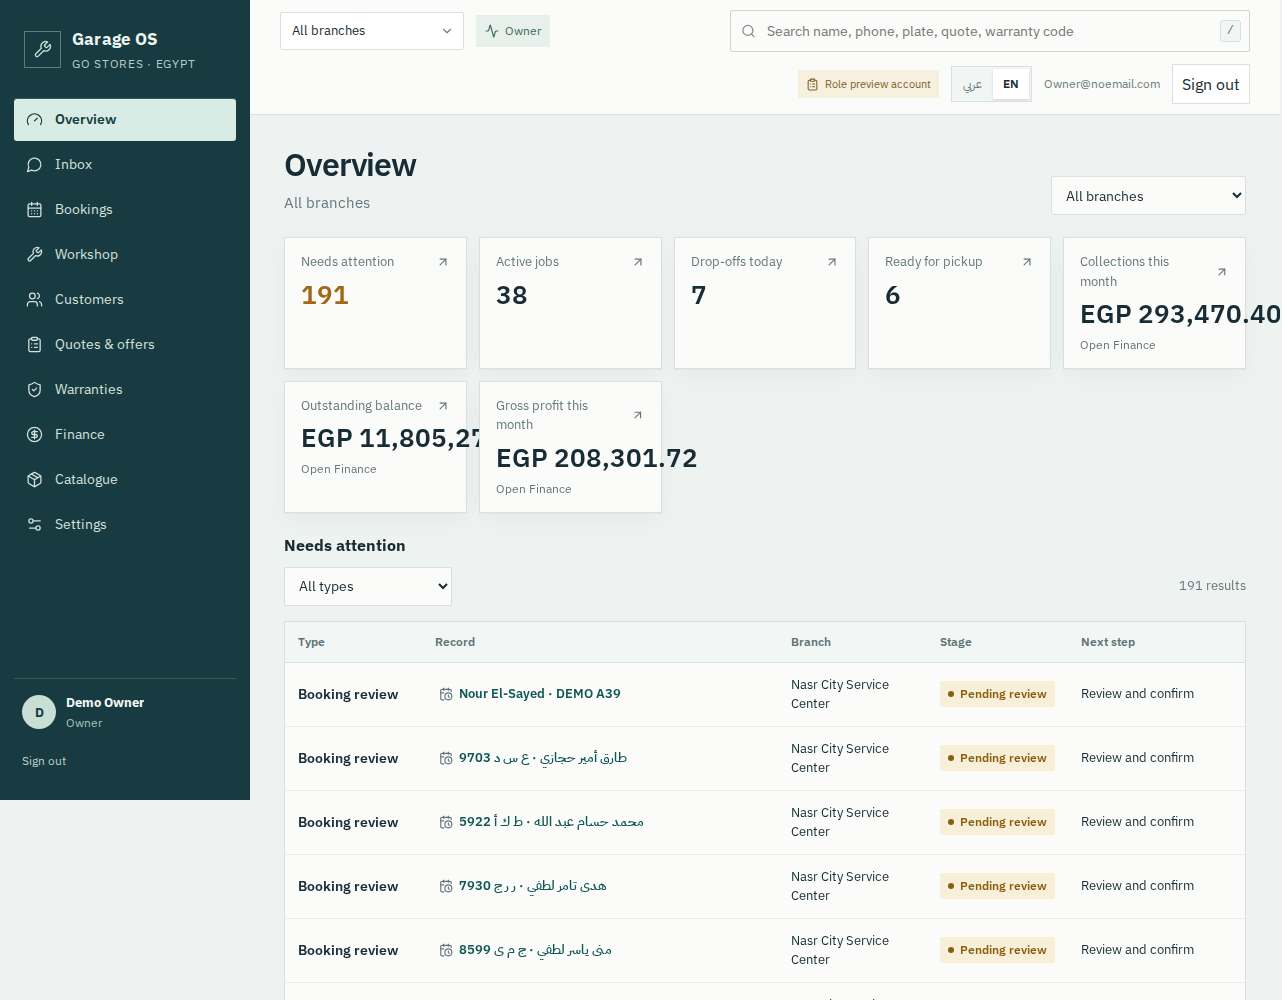 Garage OS
GO STORES · EGYPT
Overview
Inbox
Bookings
Workshop
Customers
Quotes & offers
Warranties
Finance
Catalogue
Settings
D
Demo Owner
Owner
Sign out
All branches
Owner
Search name, phone, plate, quote, warranty code
/
Role preview account
عربي
EN
Owner@noemail.com
Sign out
Overview
All branches
All branches
Needs attention
191
Active jobs
38
Drop-offs today
7
Ready for pickup
6
Collections this
month
EGP 293,470.40
Open Finance
Outstanding balance
EGP 11,805,27
Open Finance
Gross profit this
month
EGP 208,301.72
Open Finance
Needs attention
All types
191 results
Type Record Branch Stage Next step
Booking review Nour El-Sayed · DEMO A39 Nasr City Service Center Pending review Review and confirm
Booking review طارق أمير حجازي · ع س د 9703 Nasr City Service Center Pending review Review and confirm
Booking review محمد حسام عبد الله · ط ك أ 5922 Nasr City Service Center Pending review Review and confirm
Booking review هدى تامر لطفي · ر ر ج 7930 Nasr City Service Center Pending review Review and confirm
Booking review منى ياسر لطفي · ج م ى 8599 Nasr City Service Center Pending review Review and confirm